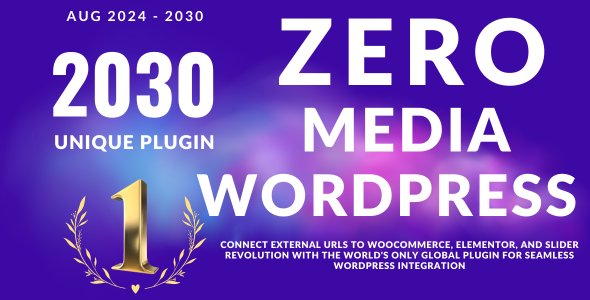 AUG 2024 - 2030
2030
UNIQUE PLUGIN
1
ZERO
MEDIA
WORDPRESS
CONNECT EXTERNAL URLS TO WOOCOMMERCE, ELEMENTOR, AND SLIDER
REVOLUTION WITH THE WORLD'S ONLY GLOBAL PLUGIN FOR SEAMLESS
WORDPRESS INTEGRATION